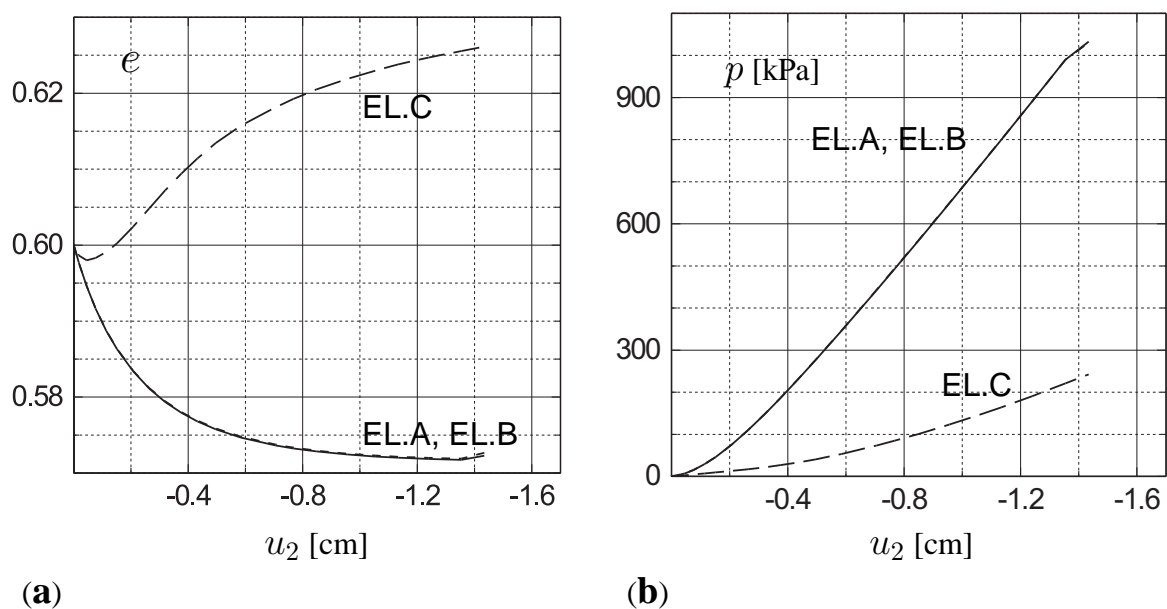 e
0.62
0.60
0.58
EL.C
EL.A, EL.B
-0.4 -0.8 -1.2 -1.6
u2 [cm]
(a)
p [kPa]
900
600
300
0
EL.A, EL.B
EL.C
-0.4 -0.8 -1.2 -1.6
u2 [cm]
(b)